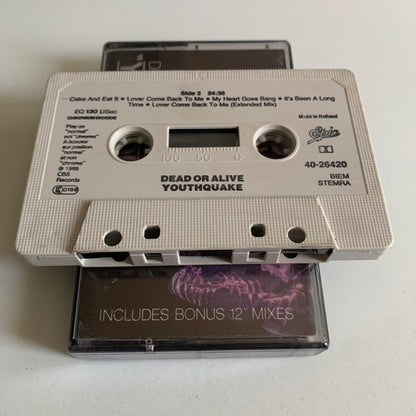 Side 2 24:35
Cake And Eat It • Lover Come Back To Me • My Heart Goes Bang • It's Been A Long
Time • Lover Come Back To Me (Extended Mix)
EQ 120 μSec
CHROMIUMDIOXIDE
Made in Holland
Play on
"normal"
not "chroma"
A écouter
sur position
"normal"
et non
"chroma"
℗ 1985
CBS
Records
Epic
100 50 0
40-26420
DEAD OR ALIVE
YOUTHQUAKE
BIEM
STEMRA
INCLUDES BONUS 12" MIXES